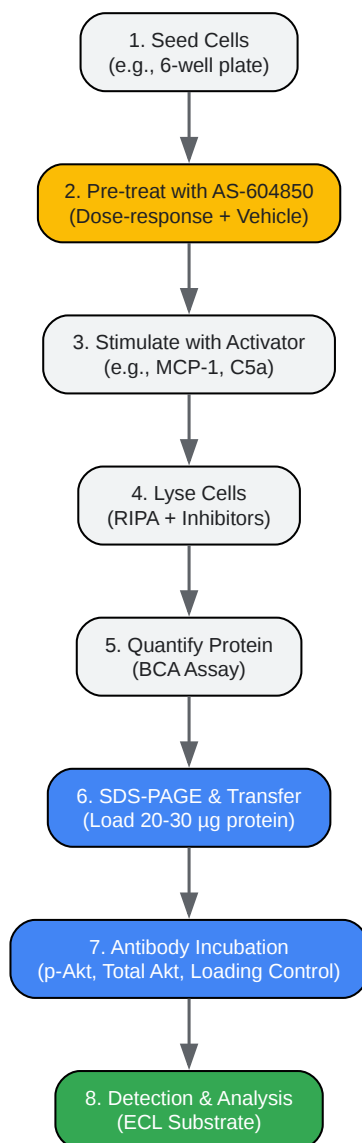 1. Seed Cells
(e.g., 6-well plate)
2. Pre-treat with AS-604850
(Dose-response + Vehicle)
3. Stimulate with Activator
(e.g., MCP-1, C5a)
4. Lyse Cells
(RIPA + Inhibitors)
5. Quantify Protein
(BCA Assay)
6. SDS-PAGE & Transfer
(Load 20-30 µg protein)
7. Antibody Incubation
(p-Akt, Total Akt, Loading Control)
8. Detection & Analysis
(ECL Substrate)